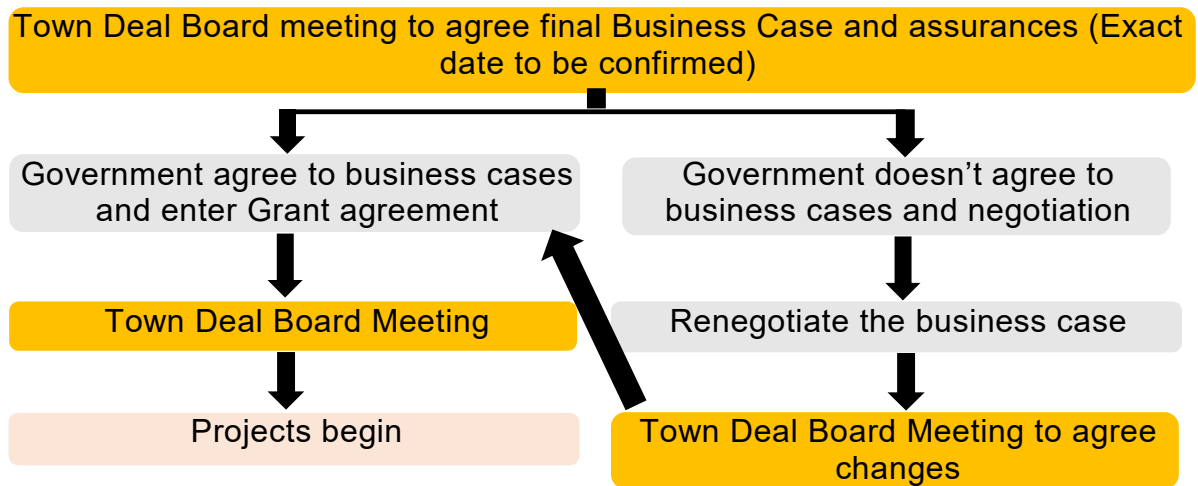 Town Deal Board meeting to agree final Business Case and assurances (Exact
date to be confirmed)
Government agree to business cases
and enter Grant agreement
Government doesn’t agree to
business cases and negotiation
Town Deal Board Meeting
Renegotiate the business case
Projects begin
Town Deal Board Meeting to agree
changes